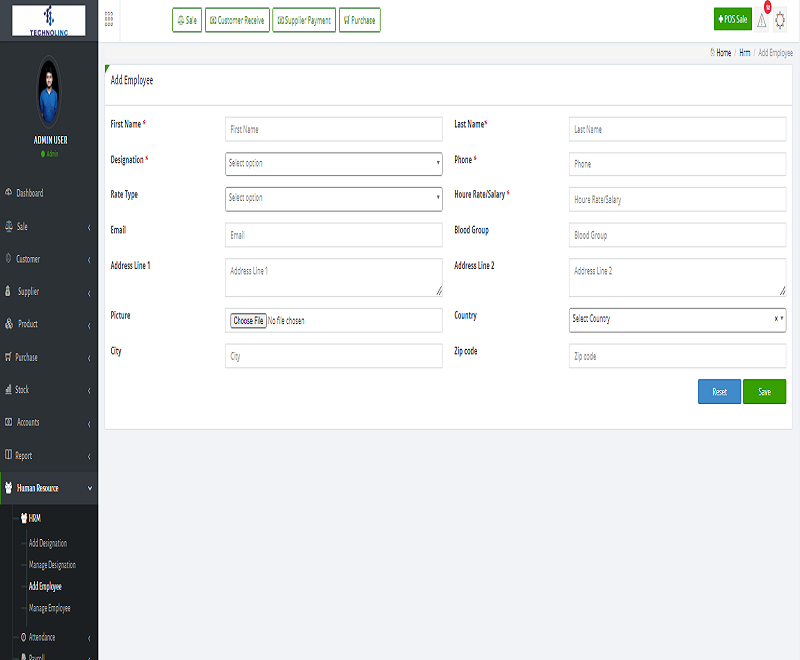 TECHNOLINC
Sale Customer Receive Supplier Payment Purchase
POS Sale
Home / Hrm / Add Employee
ADMIN USER
Admin
Dashboard
Sale
Customer
Supplier
Product
Purchase
Stock
Accounts
Report
Human Resource
HRM
Add Designation
Manage Designation
Add Employee
Manage Employee
Attendance
Payroll
Add Employee
First Name * First Name Last Name* Last Name
Designation * Select option Phone * Phone
Rate Type Select option Houre Rate/Salary * Houre Rate/Salary
Email Email Blood Group Blood Group
Address Line 1 Address Line 1 Address Line 2 Address Line 2
Picture Choose File No file chosen Country Select Country x
City City Zip code Zip code
Reset Save